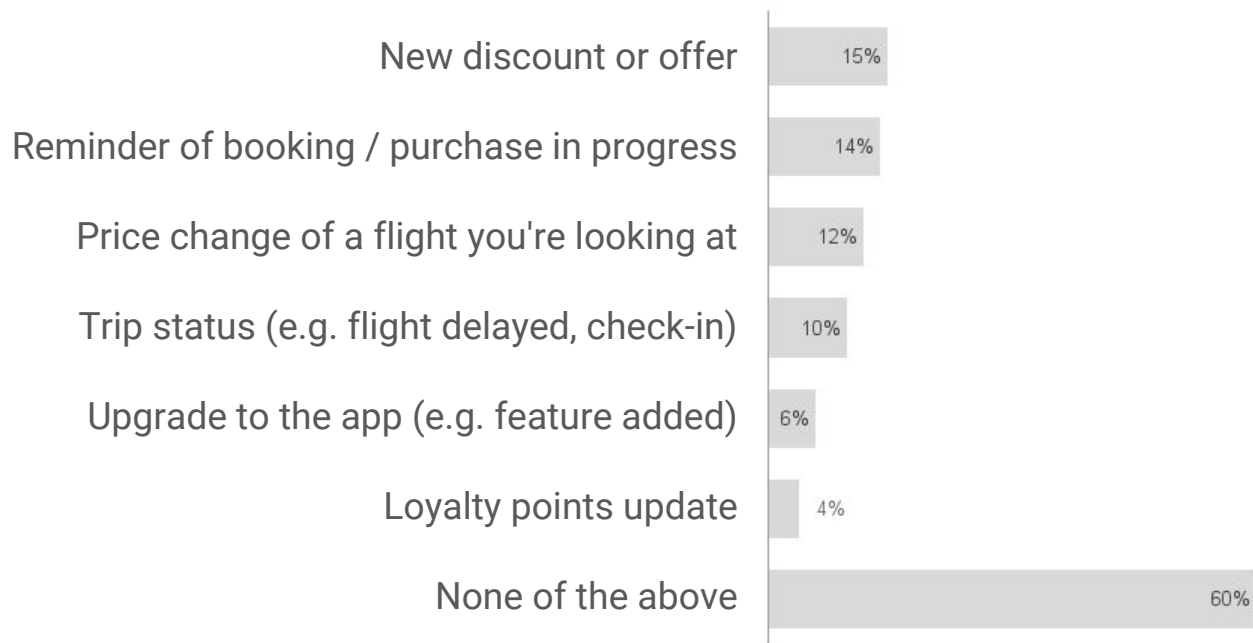 New discount or offer 15%
Reminder of booking / purchase in progress 14%
Price change of a flight you're looking at 12%
Trip status (e.g. flight delayed, check-in) 10%
Upgrade to the app (e.g. feature added) 6%
Loyalty points update 4%
None of the above 60%